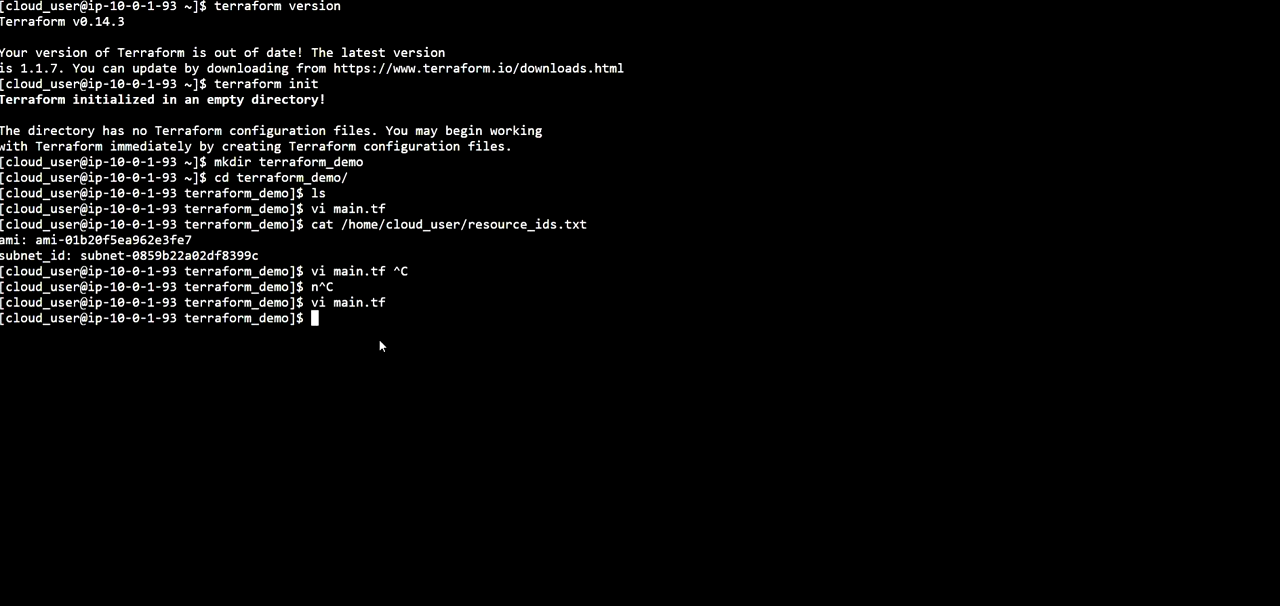 [cloud_user@ip-10-0-1-93 ~]$ terraform version
Terraform v0.14.3
Your version of Terraform is out of date! The latest version
is 1.1.7. You can update by downloading from https://www.terraform.io/downloads.html
[cloud_user@ip-10-0-1-93 ~]$ terraform init
Terraform initialized in an empty directory!
The directory has no Terraform configuration files. You may begin working
with Terraform immediately by creating Terraform configuration files.
[cloud_user@ip-10-0-1-93 ~]$ mkdir terraform_demo
[cloud_user@ip-10-0-1-93 ~]$ cd terraform_demo/
[cloud_user@ip-10-0-1-93 terraform_demo]$ ls
[cloud_user@ip-10-0-1-93 terraform_demo]$ vi main.tf
[cloud_user@ip-10-0-1-93 terraform_demo]$ cat /home/cloud_user/resource_ids.txt
ami: ami-01b20f5ea962e3fe7
subnet_id: subnet-0859b22a02df8399c
[cloud_user@ip-10-0-1-93 terraform_demo]$ vi main.tf ^C
[cloud_user@ip-10-0-1-93 terraform_demo]$ n^C
[cloud_user@ip-10-0-1-93 terraform_demo]$ vi main.tf
[cloud_user@ip-10-0-1-93 terraform_demo]$